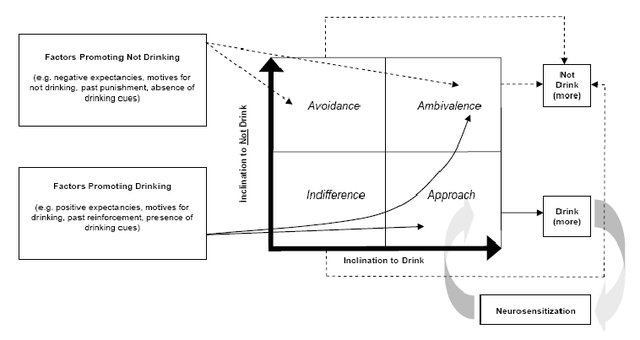 Factors Promoting Not Drinking
(e.g. negative expectancies, motives for
not drinking, past punishment, absence of
drinking cues)
Factors Promoting Drinking
(e.g. positive expectancies, motives for
drinking, past reinforcement, presence of
drinking cues)
Inclination to Not Drink
Avoidance
Ambivalence
Indifference
Approach
Inclination to Drink
Not
Drink
(more)
Drink
(more)
Neurosensitization